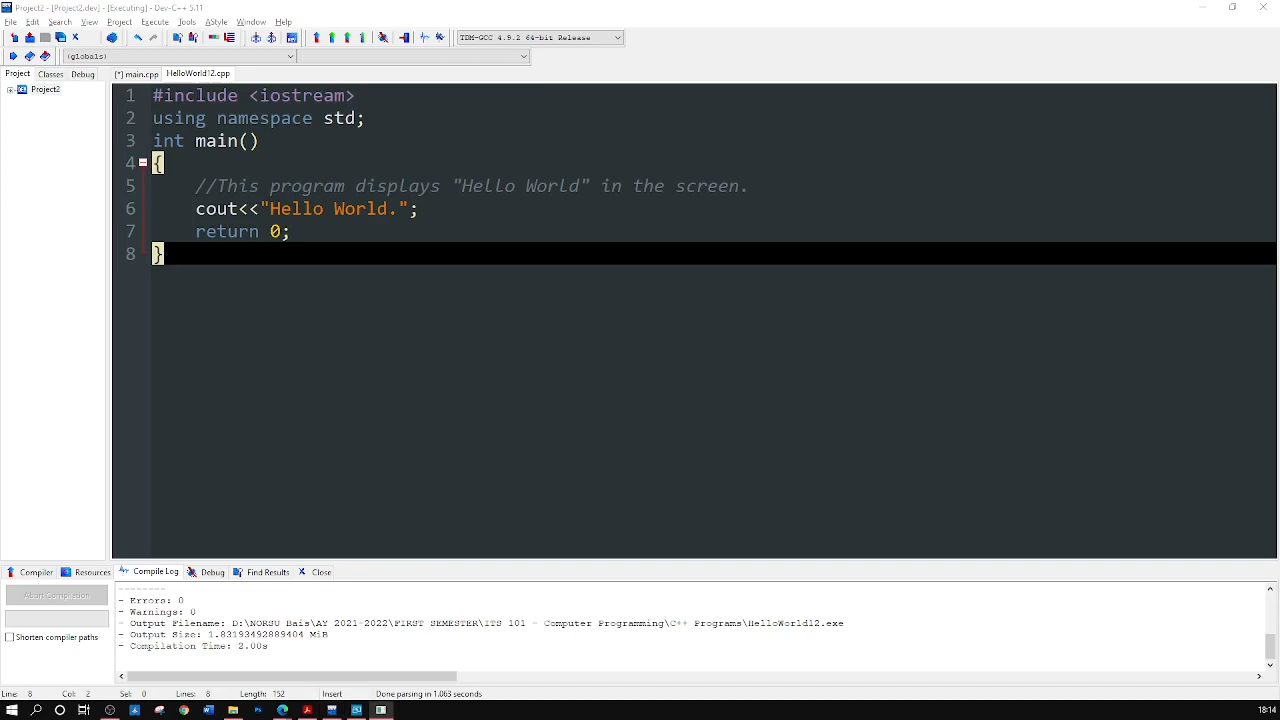 Project2 - [Project2.dev] - [Executing] - Dev-C++ 5.11
File Edit Search View Project Execute Tools AStyle Window Help
TDM-GCC 4.9.2 64-bit Release
(globals)
Project Classes Debug [*] main.cpp HelloWorld12.cpp
Project2
1 #include <iostream>
2 using namespace std;
3 int main()
4 {
5 //This program displays "Hello World" in the screen.
6 cout<<"Hello World.";
7 return 0;
8 }
Compiler Resources Compile Log Debug Find Results Close
Abort Compilation
Shorten compiler paths
--------
- Errors: 0
- Warnings: 0
- Output Filename: D:\NORSU Bais\AY 2021-2022\FIRST SEMESTER\ITS 101 - Computer Programming\C++ Programs\HelloWorld12.exe
- Output Size: 1.83193492889404 MiB
- Compilation Time: 2.00s
Line: 8 Col: 2 Sel: 0 Lines: 8 Length: 152 Insert Done parsing in 1.063 seconds
18:14